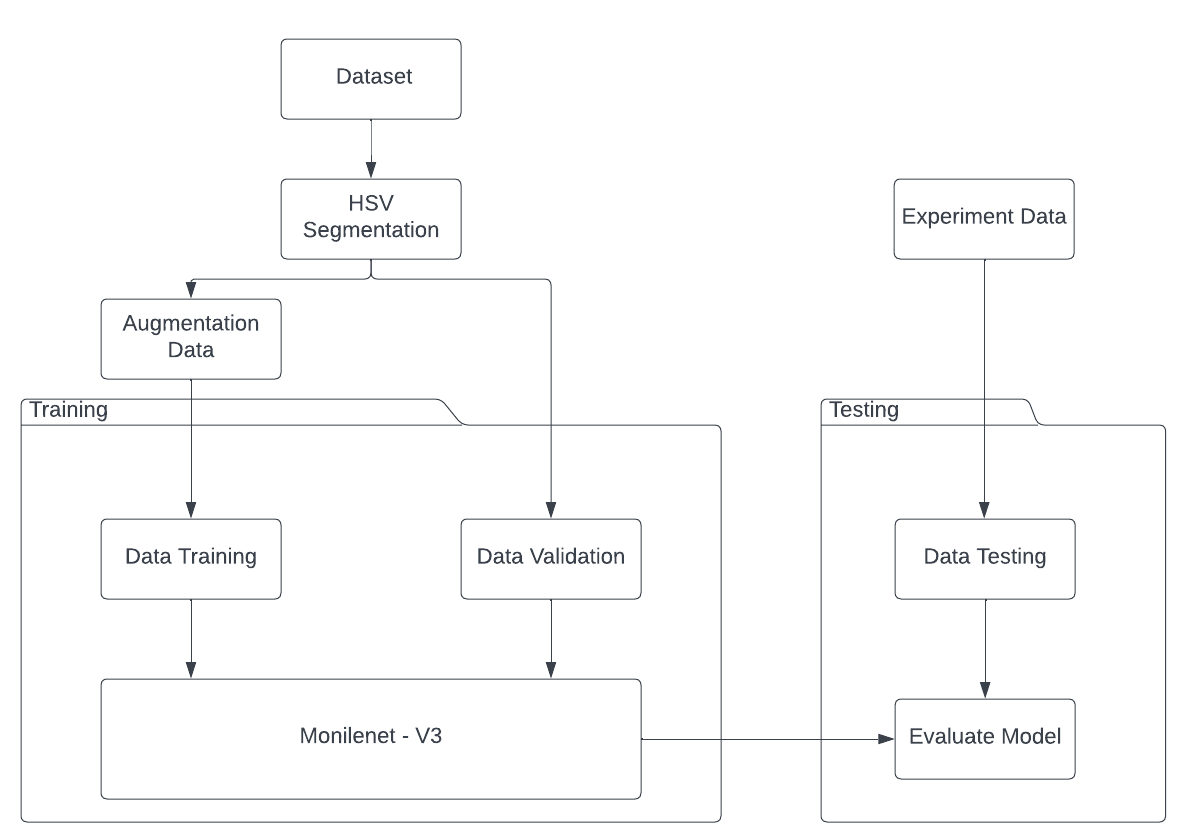 Dataset
HSV
Segmentation
Experiment Data
Augmentation
Data
Training
Testing
Data Training
Data Validation
Data Testing
Monilenet - V3
Evaluate Model